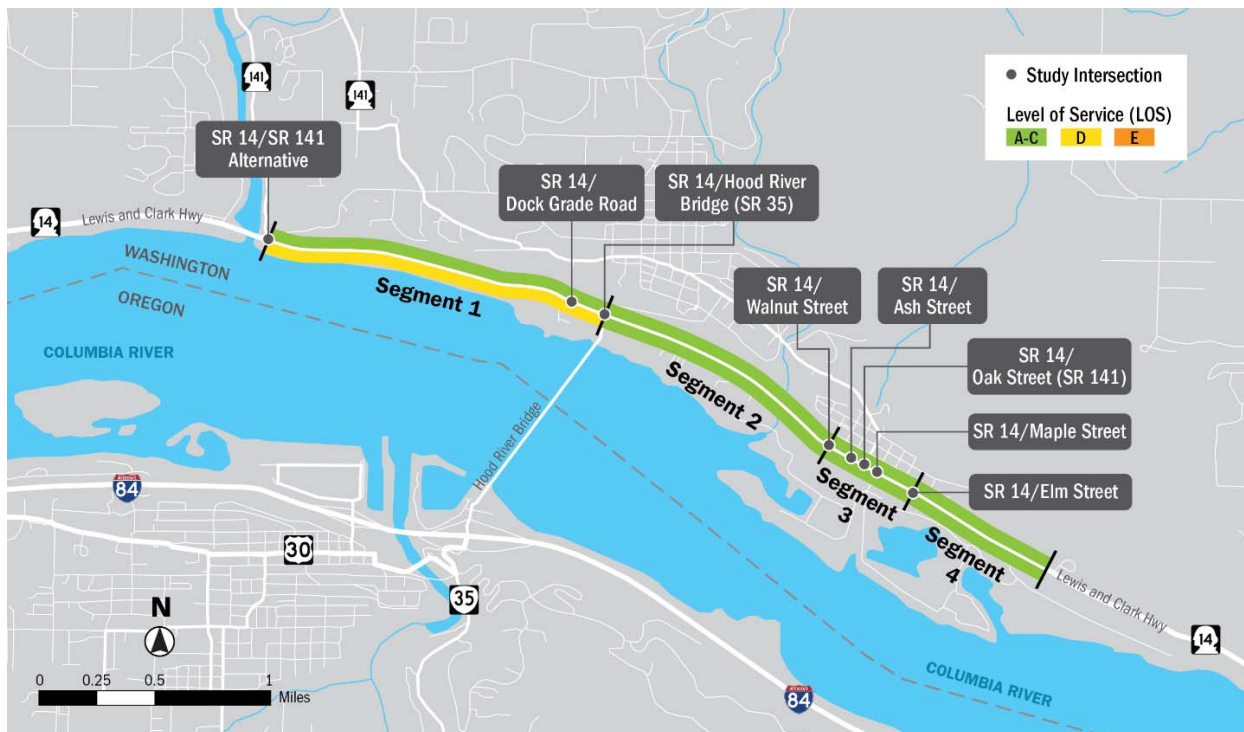 Study Intersection
Level of Service (LOS)
A-C
D
E
141
141
SR 14/SR 141
Alternative
SR 14/
Dock Grade Road
SR 14/Hood River
Bridge (SR 35)
14
Lewis and Clark Hwy
WASHINGTON
OREGON
COLUMBIA RIVER
Segment 1
SR 14/
Walnut Street
SR 14/
Ash Street
SR 14/
Oak Street (SR 141)
SR 14/Maple Street
SR 14/Elm Street
Segment 2
Segment
3
Segment
4
Hood River Bridge
Lewis and Clark Hwy
14
84
30
35
N
0 0.25 0.5 1
Miles
84
COLUMBIA RIVER